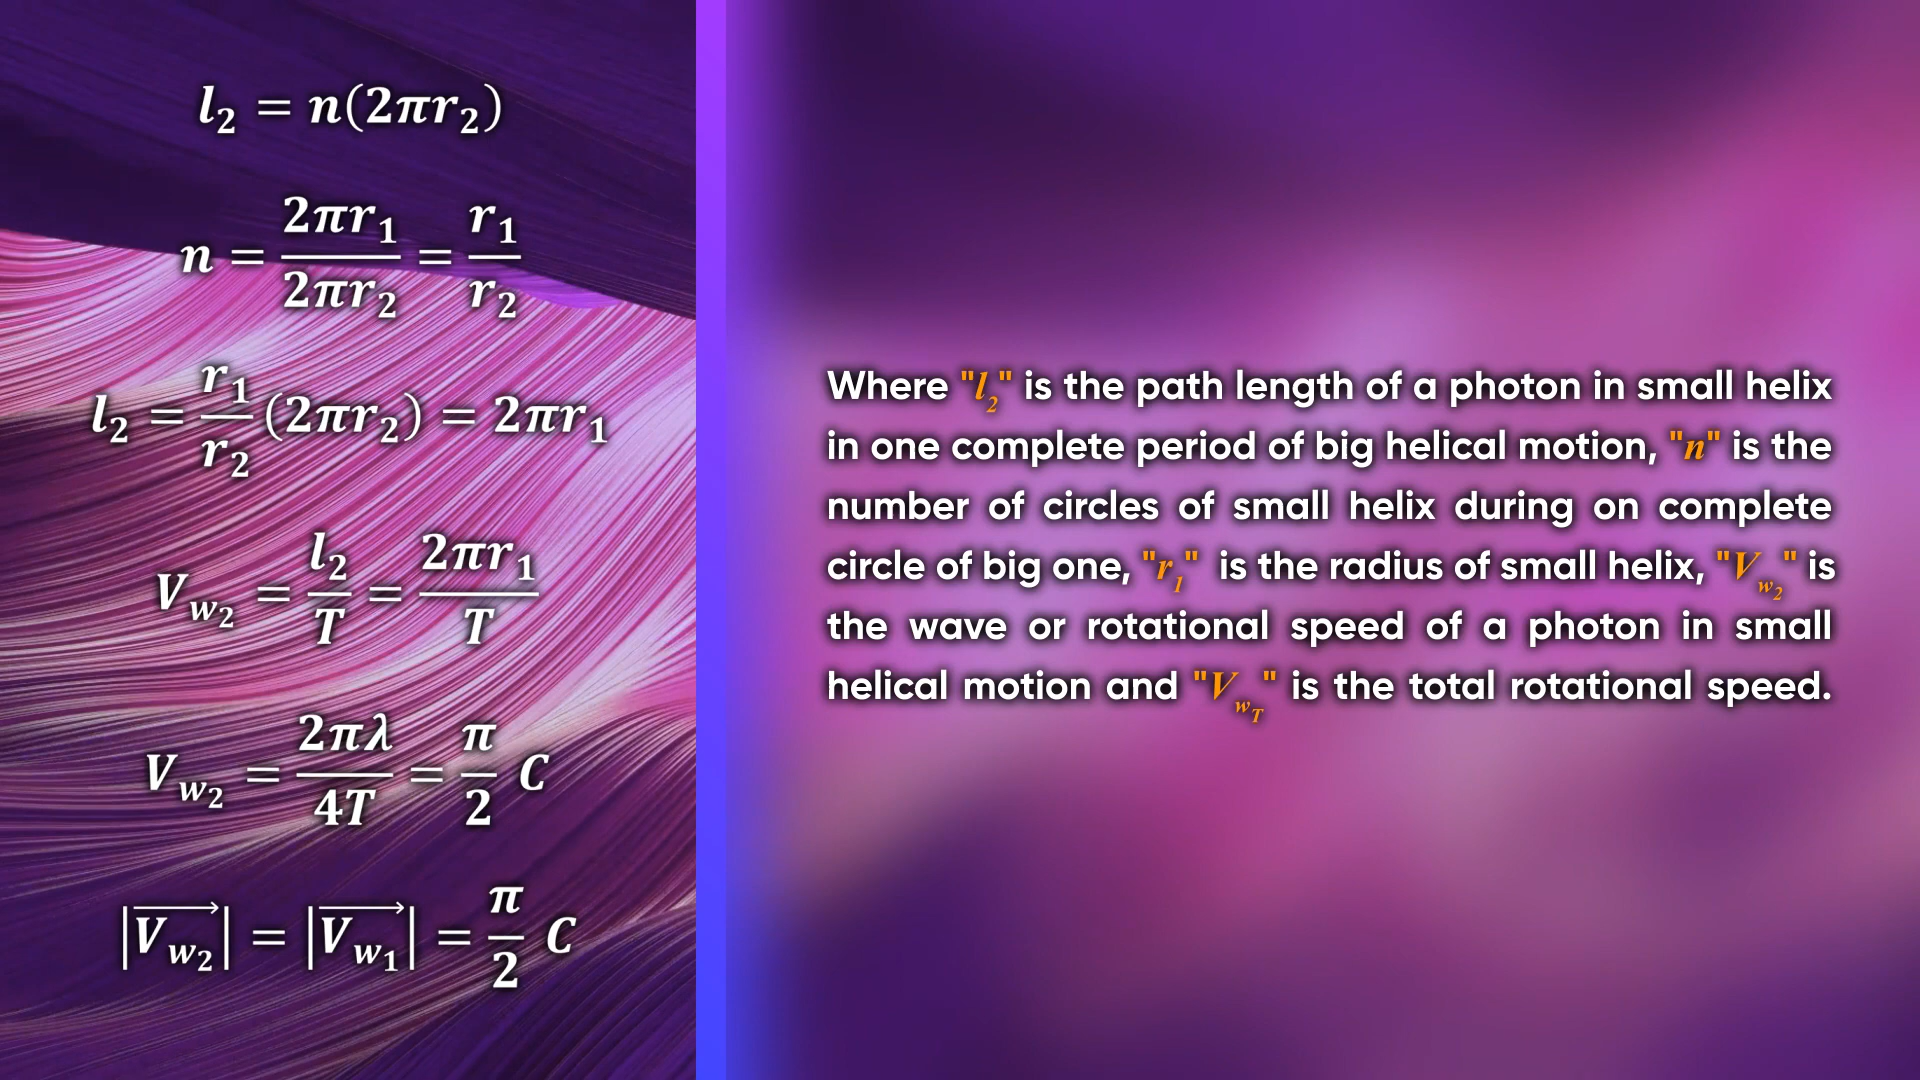 l₂ = n(2πr₂)
n = 2πr₁/2πr₂ = r₁/r₂
l₂ = r₁/r₂ (2πr₂) = 2πr₁
V_w₂ = l₂/T = 2πr₁/T
V_w₂ = 2πλ/4T = π/2 C
|V_w₂→| = |V_w₁→| = π/2 C
Where "l₂" is the path length of a photon in small helix
in one complete period of big helical motion, "n" is the
number of circles of small helix during on complete
circle of big one, "r₁" is the radius of small helix, "V_w₂" is
the wave or rotational speed of a photon in small
helical motion and "V_w_T" is the total rotational speed.